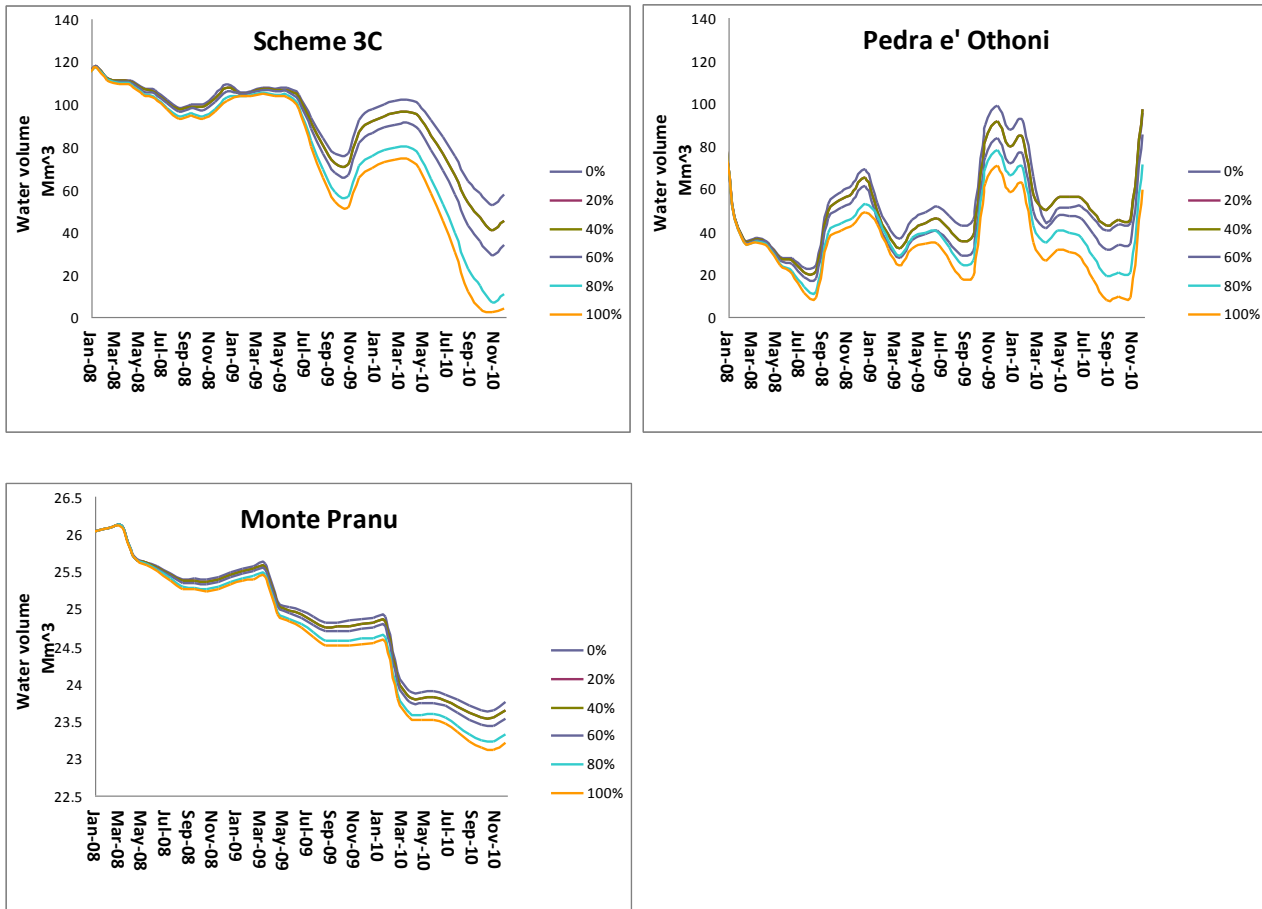 Scheme 3C
Water volume
Mm^3
140
120
100
80
60
40
20
0
Jan-08
Mar-08
May-08
Jul-08
Sep-08
Nov-08
Jan-09
Mar-09
May-09
Jul-09
Sep-09
Nov-09
Jan-10
Mar-10
May-10
Jul-10
Sep-10
Nov-10
0%
20%
40%
60%
80%
100%
Pedra e' Othoni
Water volume
Mm^3
140
120
100
80
60
40
20
0
Jan-08
Mar-08
May-08
Jul-08
Sep-08
Nov-08
Jan-09
Mar-09
May-09
Jul-09
Sep-09
Nov-09
Jan-10
Mar-10
May-10
Jul-10
Sep-10
Nov-10
0%
20%
40%
60%
80%
100%
Monte Pranu
Water volume
Mm^3
26.5
26
25.5
25
24.5
24
23.5
23
22.5
Jan-08
Mar-08
May-08
Jul-08
Sep-08
Nov-08
Jan-09
Mar-09
May-09
Jul-09
Sep-09
Nov-09
Jan-10
Mar-10
May-10
Jul-10
Sep-10
Nov-10
0%
20%
40%
60%
80%
100%